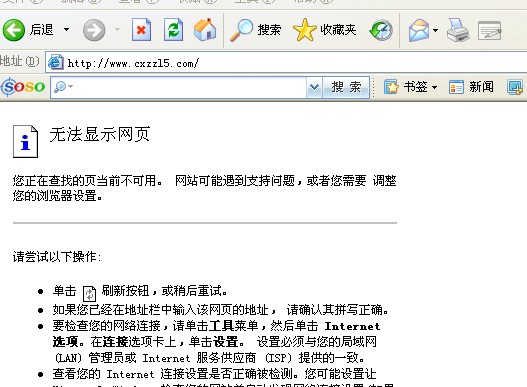 后退
搜索
收藏夹
地址(D)
http://www.cxzzl5.com/
soso
搜 索
书签
新闻
无法显示网页
您正在查找的页当前不可用。 网站可能遇到支持问题，或者您需要 调整
您的浏览器设置。
请尝试以下操作:
单击 刷新按钮，或稍后重试。
如果您已经在地址栏中输入该网页的地址， 请确认其拼写正确。
要检查您的网络连接，请单击工具菜单，然后单击 Internet
选项。在连接选项卡上，单击设置。 设置必须与您的局域网
(LAN) 管理员或 Internet 服务供应商 (ISP) 提供的一致。
查看您的 Internet 连接设置是否正确被检测。您可能设置让